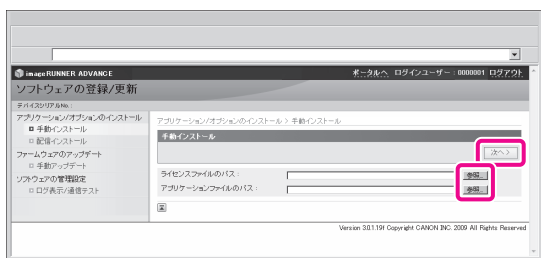 imageRUNNER ADVANCE
ポータルへ ログインユーザー : 0000001 ログアウト
ソフトウェアの登録/更新
デバイスシリアルNo. :
アプリケーション/オプションのインストール
手動インストール
配信インストール
ファームウェアのアップデート
手動アップデート
ソフトウェアの管理設定
ログ表示/通信テスト
アプリケーション/オプションのインストール > 手動インストール
手動インストール
次へ >
ライセンスファイルのパス :
参照...
アプリケーションファイルのパス :
参照...
Version 3.0.1.19f Copyright CANON INC. 2009 All Rights Reserved